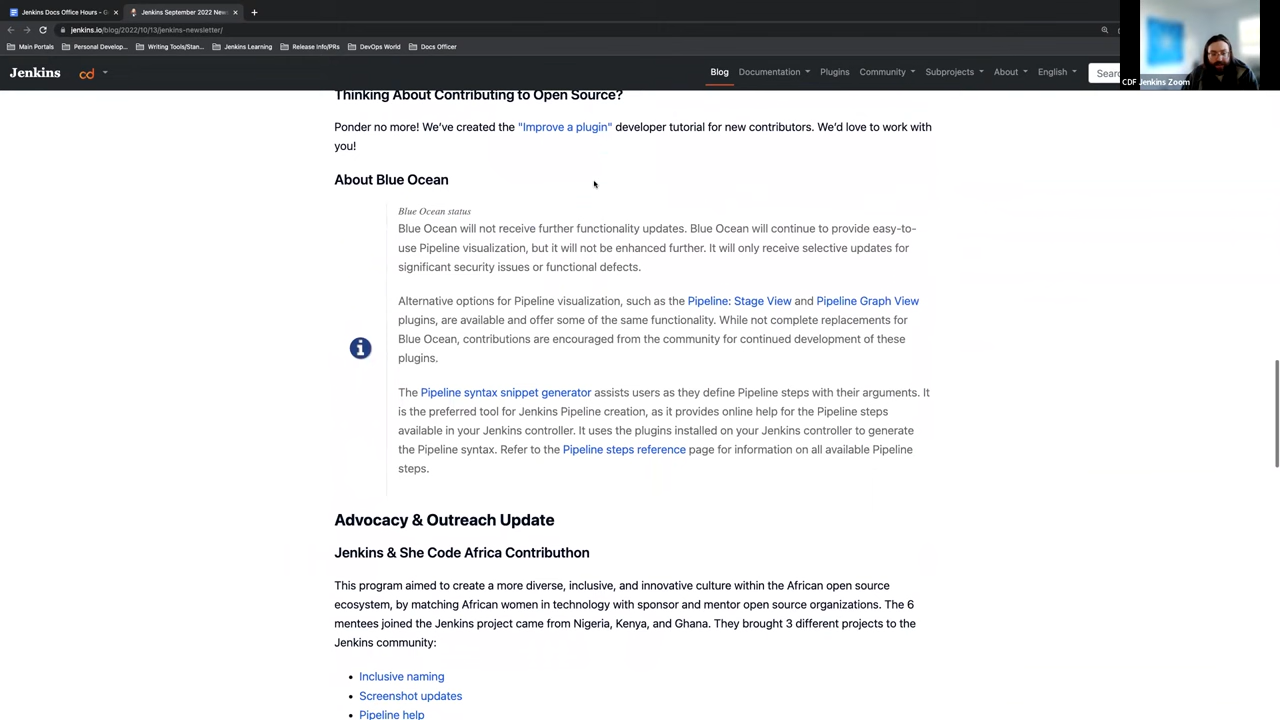 Jenkins Docs Office Hours - G
Jenkins September 2022 New
jenkins.io/blog/2022/10/13/jenkins-newsletter/
Main Portals
Personal Develop...
Writing Tools/Stan...
Jenkins Learning
Release Info/PRs
DevOps World
Docs Officer
Jenkins
cd
Blog
Documentation
Plugins
Community
Subprojects
About
English
Searc
CDF Jenkins Zoom
Thinking About Contributing to Open Source?
Ponder no more! We've created the "Improve a plugin" developer tutorial for new contributors. We'd love to work with
you!
About Blue Ocean
Blue Ocean status
Blue Ocean will not receive further functionality updates. Blue Ocean will continue to provide easy-to-
use Pipeline visualization, but it will not be enhanced further. It will only receive selective updates for
significant security issues or functional defects.
Alternative options for Pipeline visualization, such as the Pipeline: Stage View and Pipeline Graph View
plugins, are available and offer some of the same functionality. While not complete replacements for
Blue Ocean, contributions are encouraged from the community for continued development of these
plugins.
The Pipeline syntax snippet generator assists users as they define Pipeline steps with their arguments. It
is the preferred tool for Jenkins Pipeline creation, as it provides online help for the Pipeline steps
available in your Jenkins controller. It uses the plugins installed on your Jenkins controller to generate
the Pipeline syntax. Refer to the Pipeline steps reference page for information on all available Pipeline
steps.
Advocacy & Outreach Update
Jenkins & She Code Africa Contributhon
This program aimed to create a more diverse, inclusive, and innovative culture within the African open source
ecosystem, by matching African women in technology with sponsor and mentor open source organizations. The 6
mentees joined the Jenkins project came from Nigeria, Kenya, and Ghana. They brought 3 different projects to the
Jenkins community:
• Inclusive naming
• Screenshot updates
• Pipeline help